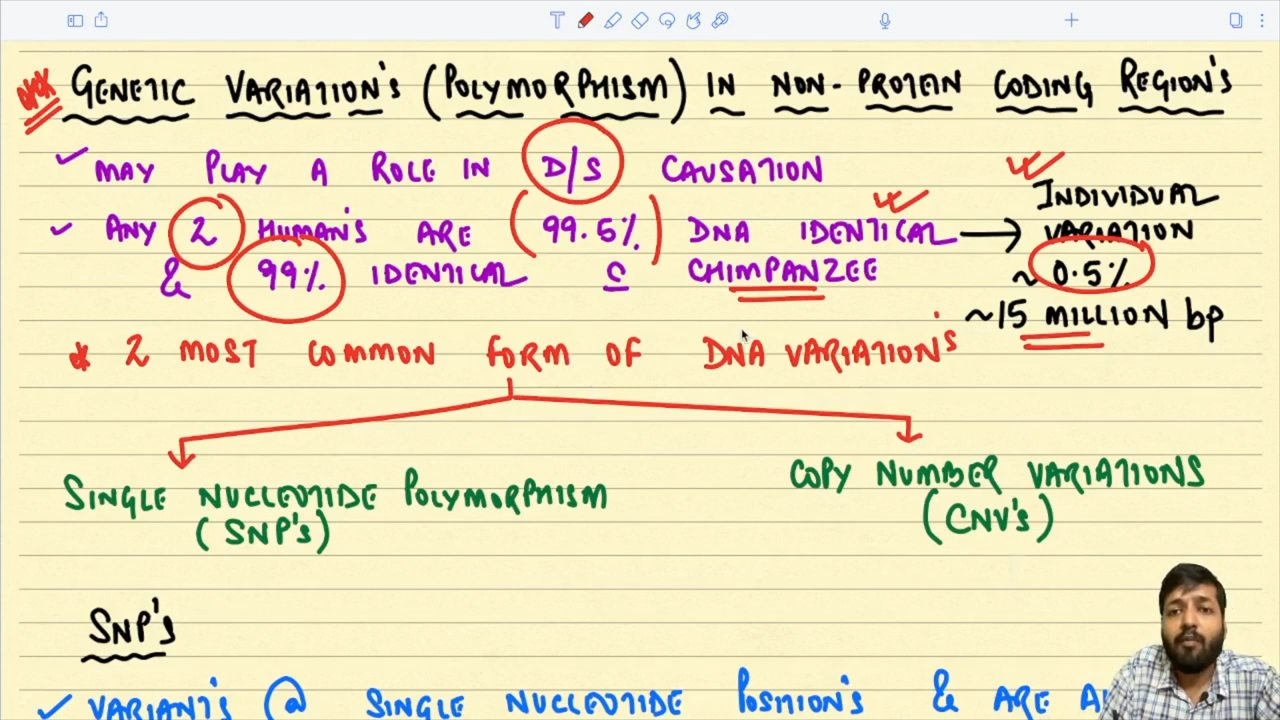 *** GENETIC VARIATION'S (POLYMORPHISM) IN NON-PROTEIN CODING REGION'S
✓ MAY PLAY A ROLE IN D/S CAUSATION
✓ ANY 2 HUMAN'S ARE (99.5%) DNA IDENTICAL → INDIVIDUAL VARIATION
& 99% IDENTICAL c̅ CHIMPANZEE ~ 0.5%
~15 MILLION bp
* 2 MOST COMMON FORM OF DNA VARIATION'S
SINGLE NUCLEOTIDE POLYMORPHISM
(SNP'S)
COPY NUMBER VARIATIONS
(CNV'S)
SNP'S
✓ VARIANT'S @ SINGLE NUCLEOTIDE POSITION'S & ARE